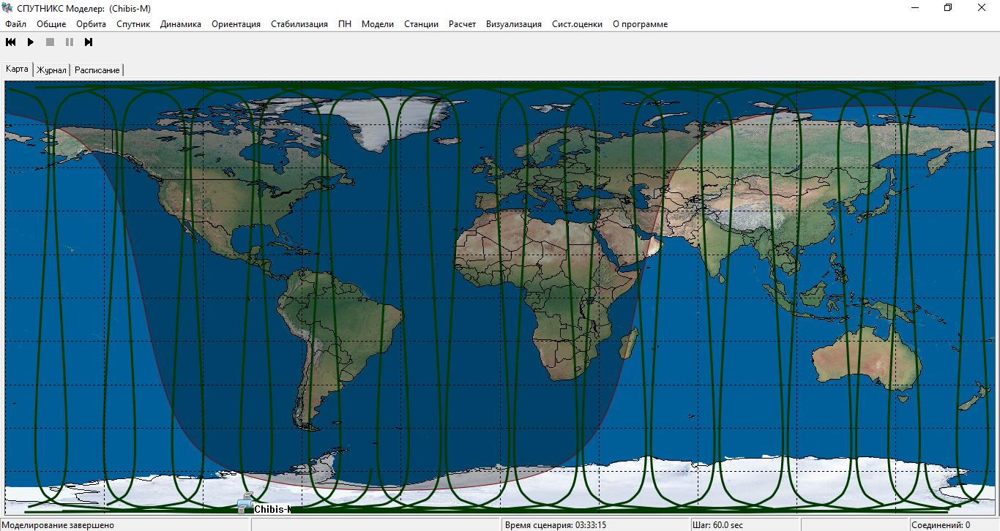 СПУТНИКС Моделер: (Chibis-M)
Файл Общие Орбита Спутник Динамика Ориентация Стабилизация ПН Модели Станции Расчет Визуализация Сист.оценки О программе
Карта Журнал Расписание
Chibis-M
Моделирование завершено Время сценария: 03:33:15 Шаг: 60.0 sec Соединений: 0